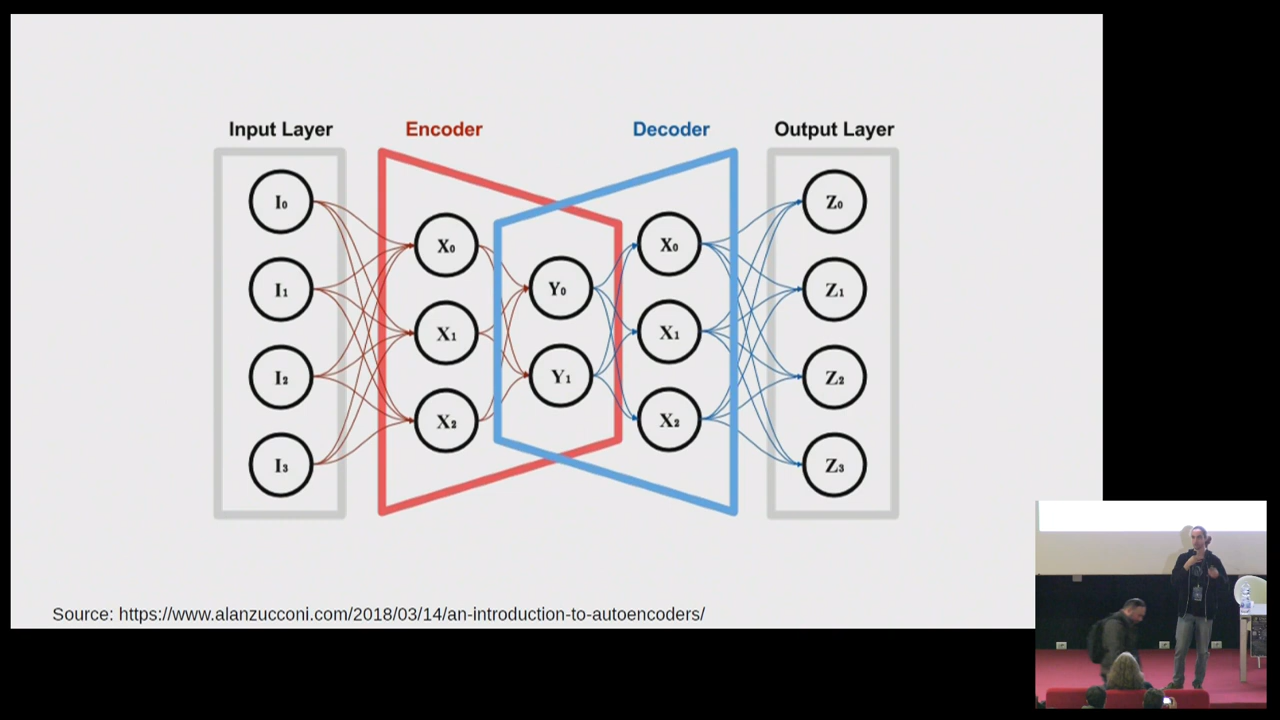 Input Layer Encoder Decoder Output Layer
I₀ X₀ Y₀ X₀ Z₀
I₁ X₁ Y₁ X₁ Z₁
I₂ X₂ X₂ Z₂
I₃ Z₃
Source: https://www.alanzucconi.com/2018/03/14/an-introduction-to-autoencoders/